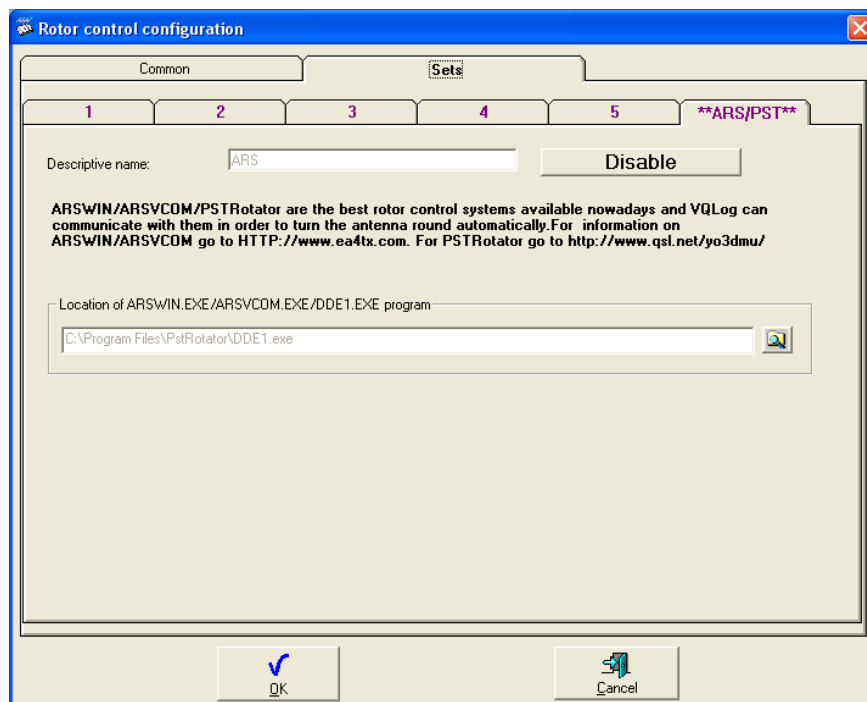 Rotor control configuration
Common
Sets
1
2
3
4
5
**ARS/PST**
Descriptive name:
ARS
Disable
ARSWIN/ARSVCOM/PSTRotator are the best rotor control systems available nowadays and VQLog can
communicate with them in order to turn the antenna round automatically.For information on
ARSWIN/ARSVCOM go to HTTP://www.ea4tx.com. For PSTRotator go to http://www.qsl.net/yo3dmu/
Location of ARSWIN.EXE/ARSVCOM.EXE/DDE1.EXE program
C:\Program Files\PstRotator\DDE1.exe
OK
Cancel